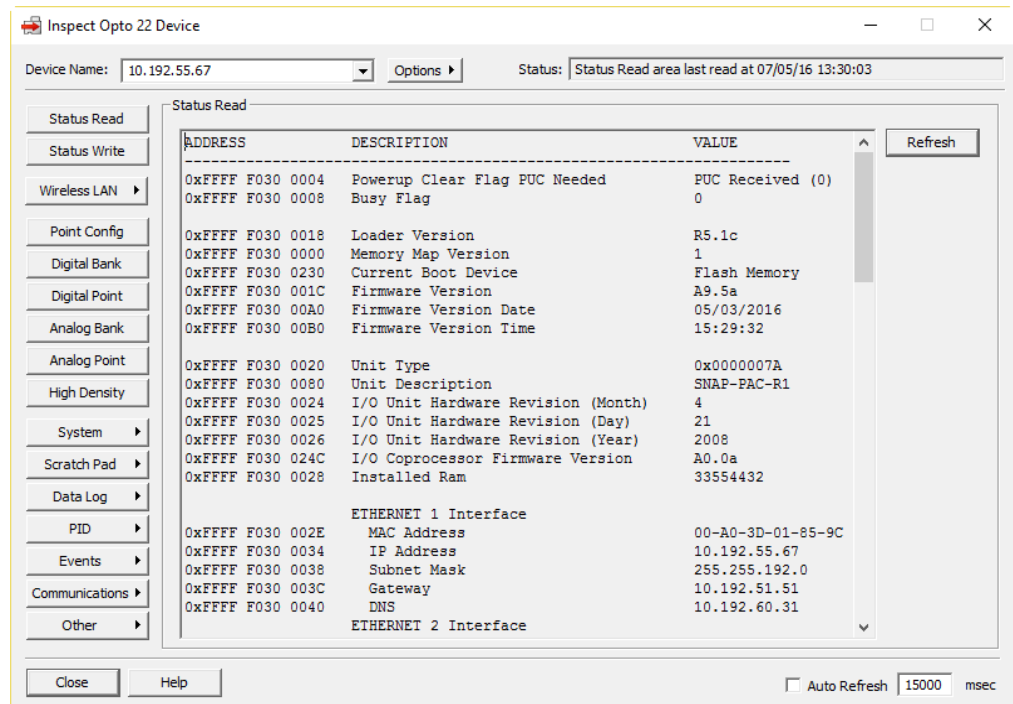 Inspect Opto 22 Device
Device Name: 10.192.55.67 Options Status: Status Read area last read at 07/05/16 13:30:03
Status Read
Status Write
Wireless LAN
Point Config
Digital Bank
Digital Point
Analog Bank
Analog Point
High Density
System
Scratch Pad
Data Log
PID
Events
Communications
Other
Status Read
ADDRESS DESCRIPTION VALUE
--------------------------------------------------------------------------
0xFFFF F030 0004 Powerup Clear Flag PUC Needed PUC Received (0)
0xFFFF F030 0008 Busy Flag 0
0xFFFF F030 0018 Loader Version R5.1c
0xFFFF F030 0000 Memory Map Version 1
0xFFFF F030 0230 Current Boot Device Flash Memory
0xFFFF F030 001C Firmware Version A9.5a
0xFFFF F030 00A0 Firmware Version Date 05/03/2016
0xFFFF F030 00B0 Firmware Version Time 15:29:32
0xFFFF F030 0020 Unit Type 0x0000007A
0xFFFF F030 0080 Unit Description SNAP-PAC-R1
0xFFFF F030 0024 I/O Unit Hardware Revision (Month) 4
0xFFFF F030 0025 I/O Unit Hardware Revision (Day) 21
0xFFFF F030 0026 I/O Unit Hardware Revision (Year) 2008
0xFFFF F030 024C I/O Coprocessor Firmware Version A0.0a
0xFFFF F030 0028 Installed Ram 33554432
ETHERNET 1 Interface
0xFFFF F030 002E MAC Address 00-A0-3D-01-85-9C
0xFFFF F030 0034 IP Address 10.192.55.67
0xFFFF F030 0038 Subnet Mask 255.255.192.0
0xFFFF F030 003C Gateway 10.192.51.51
0xFFFF F030 0040 DNS 10.192.60.31
ETHERNET 2 Interface
Refresh
Close Help Auto Refresh 15000 msec